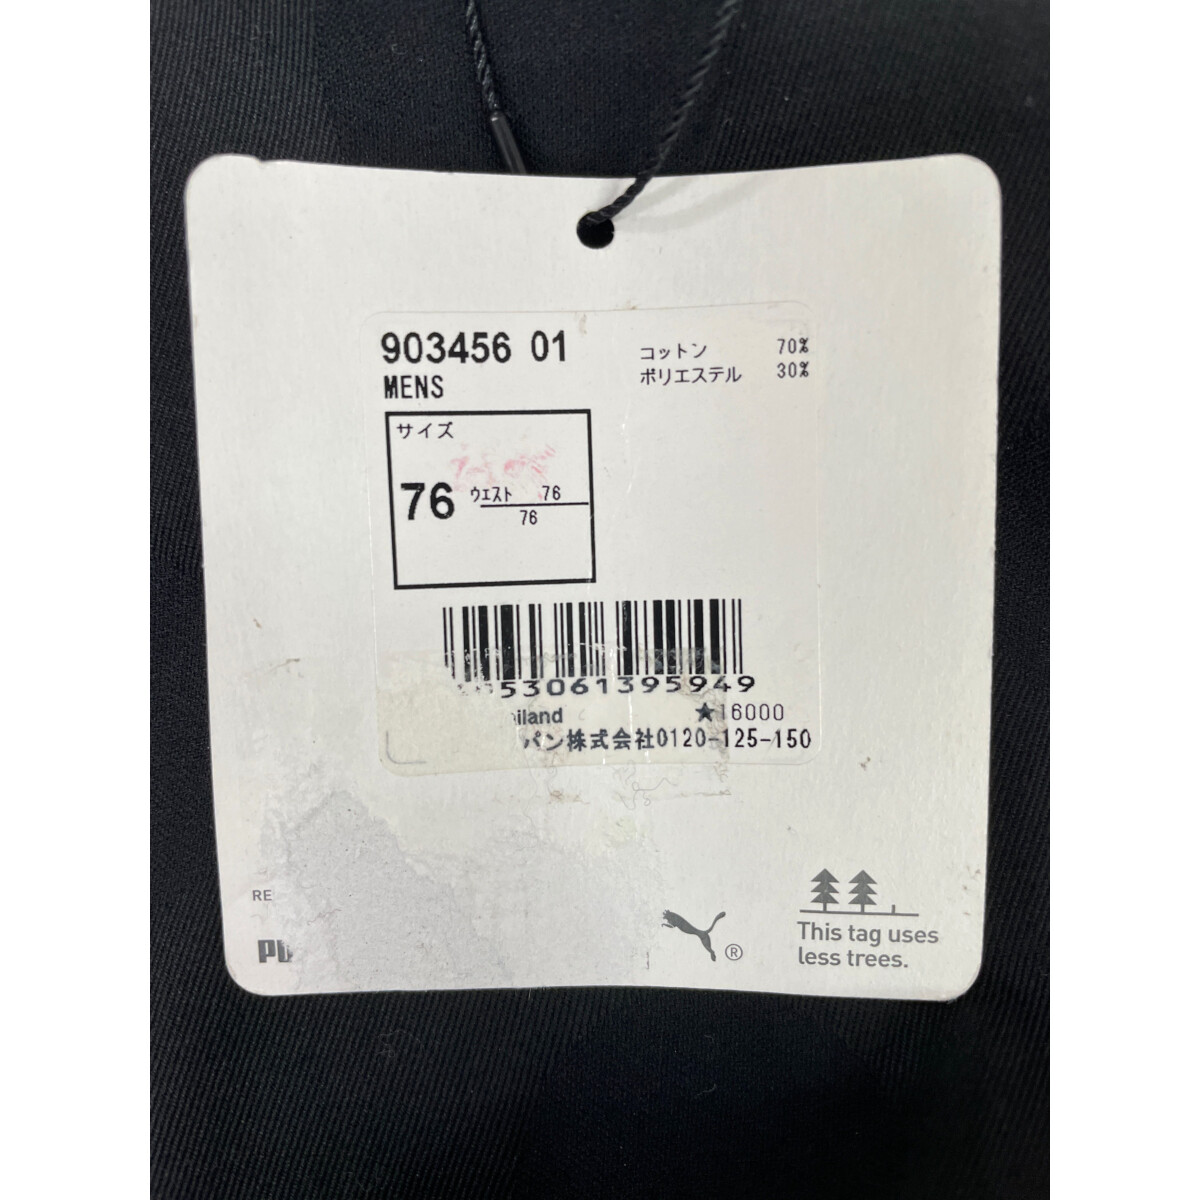 903456 01
MENS
コットン 70%
ポリエステル 30%
サイズ
76
ウエスト 76
76
53061395949
★16000
パン株式会社0120-125-150
This tag uses
less trees.
®